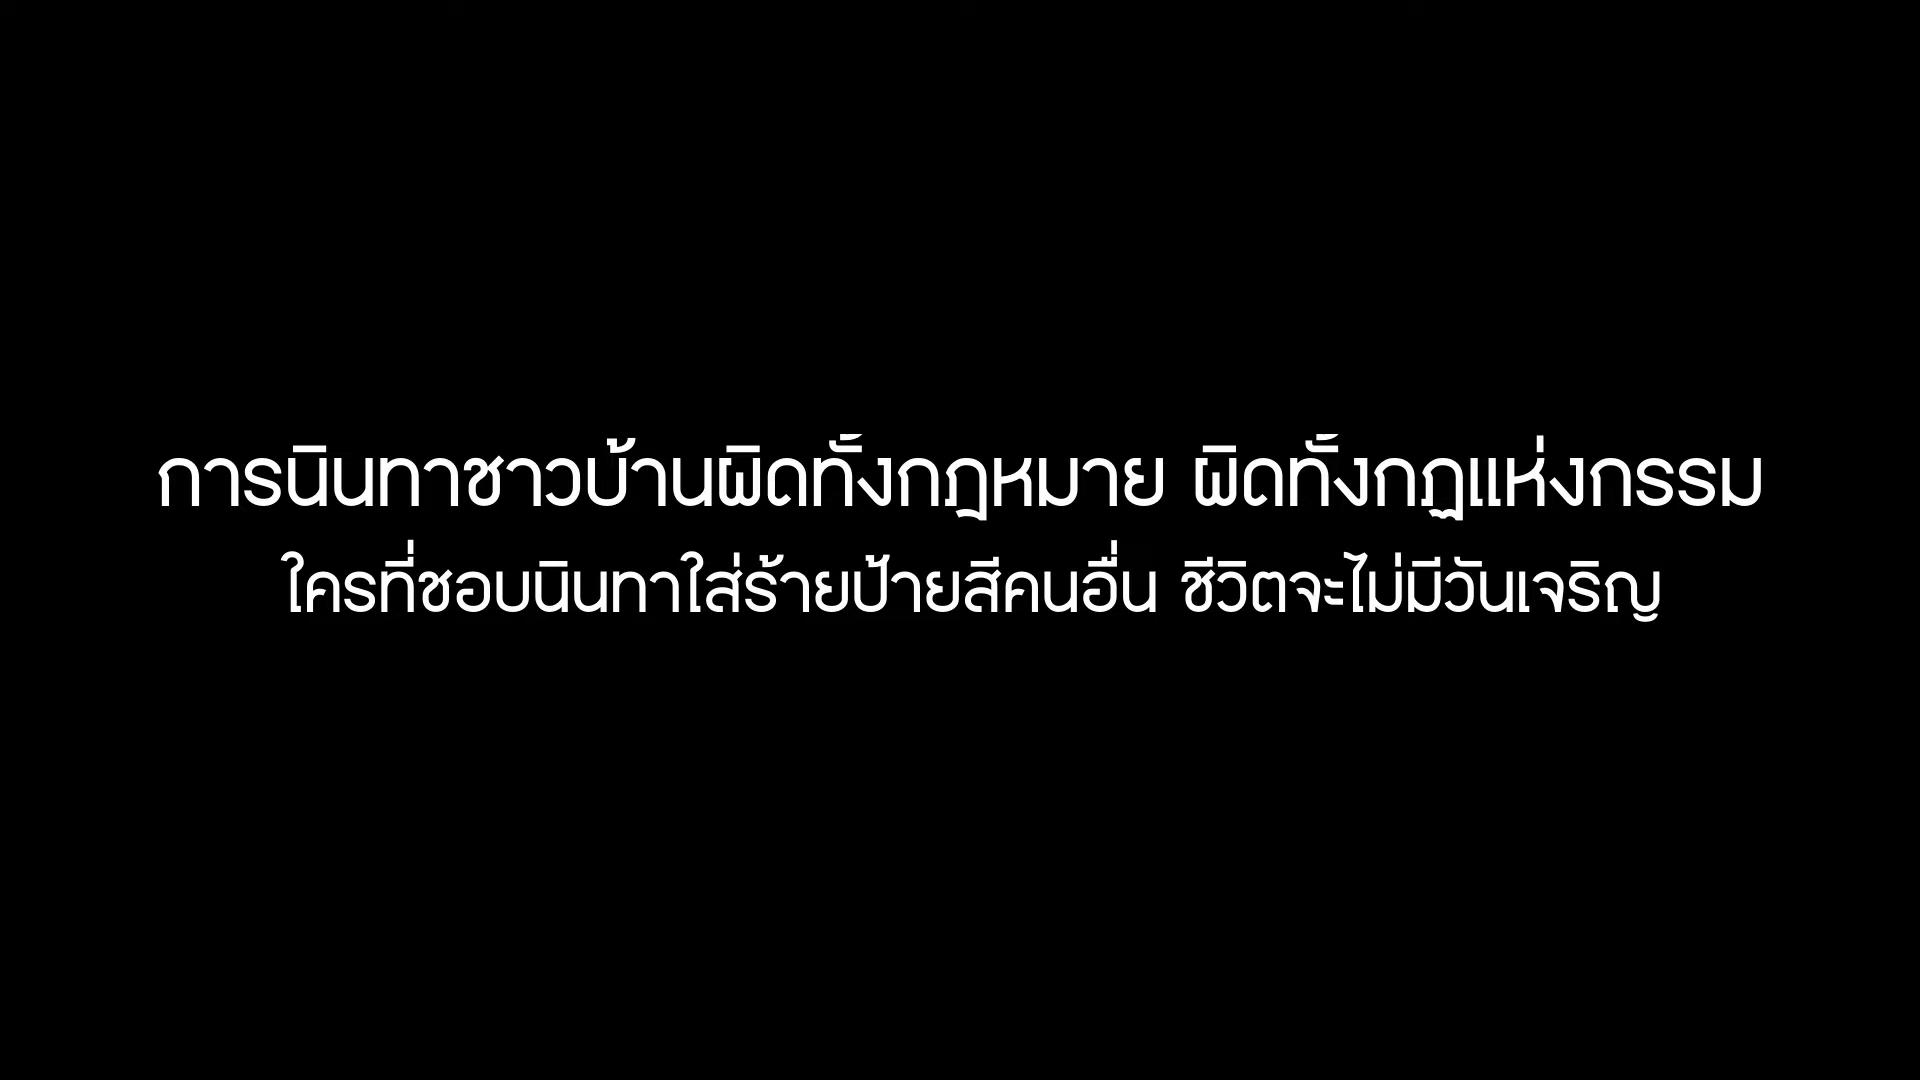 การนินทาชาวบ้านผิดทั้งกฎหมาย ผิดทั้งกฏแห่งกรรม
ใครที่ชอบนินทาใส่ร้ายป้ายสีคนอื่น ชีวิตจะไม่มีวันเจริญ